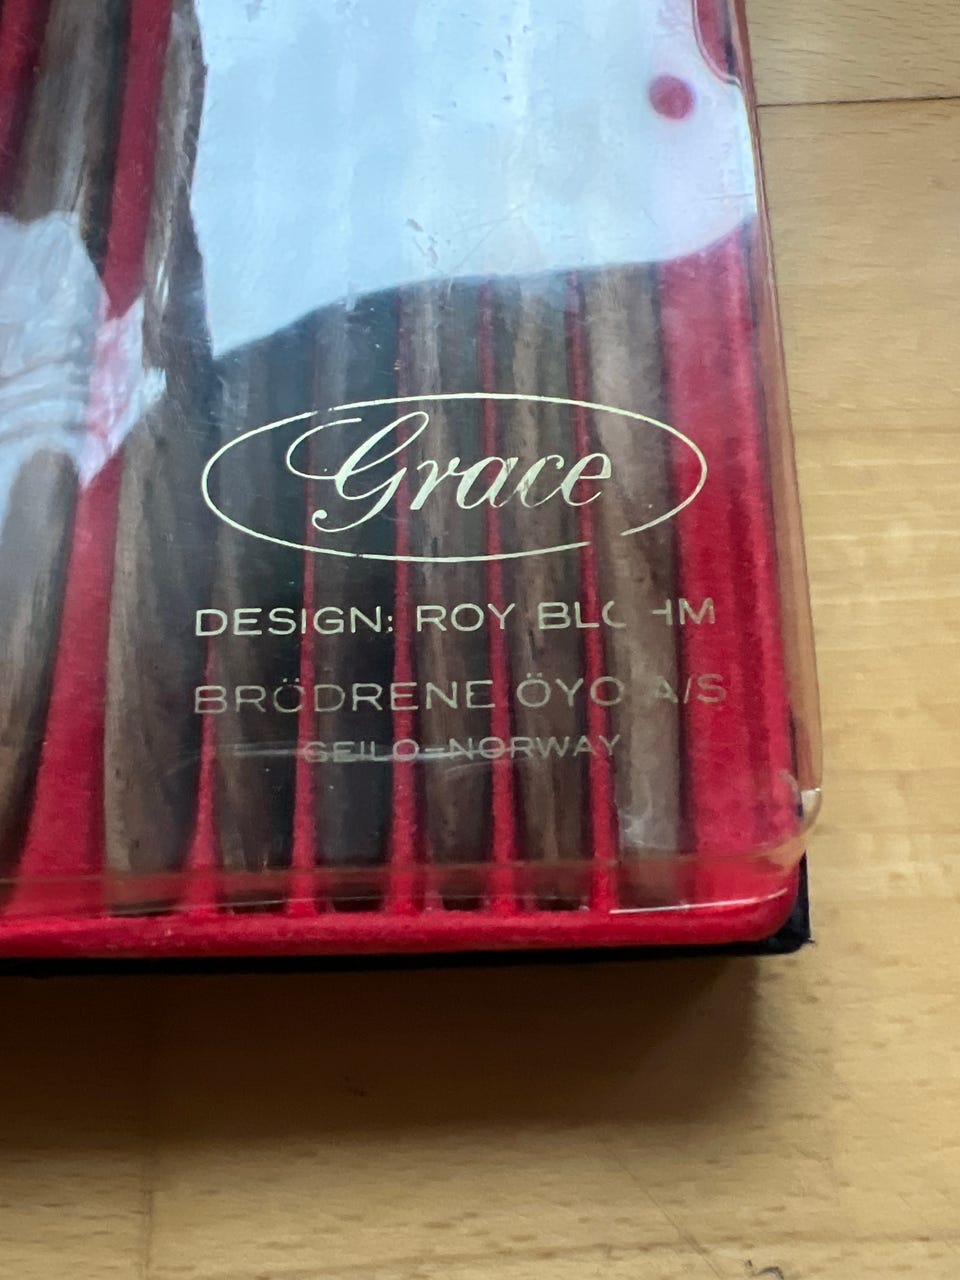 Grace
DESIGN: ROY BLOHM
BRÖDRENE ÖYO A/S
GEILO-NORWAY